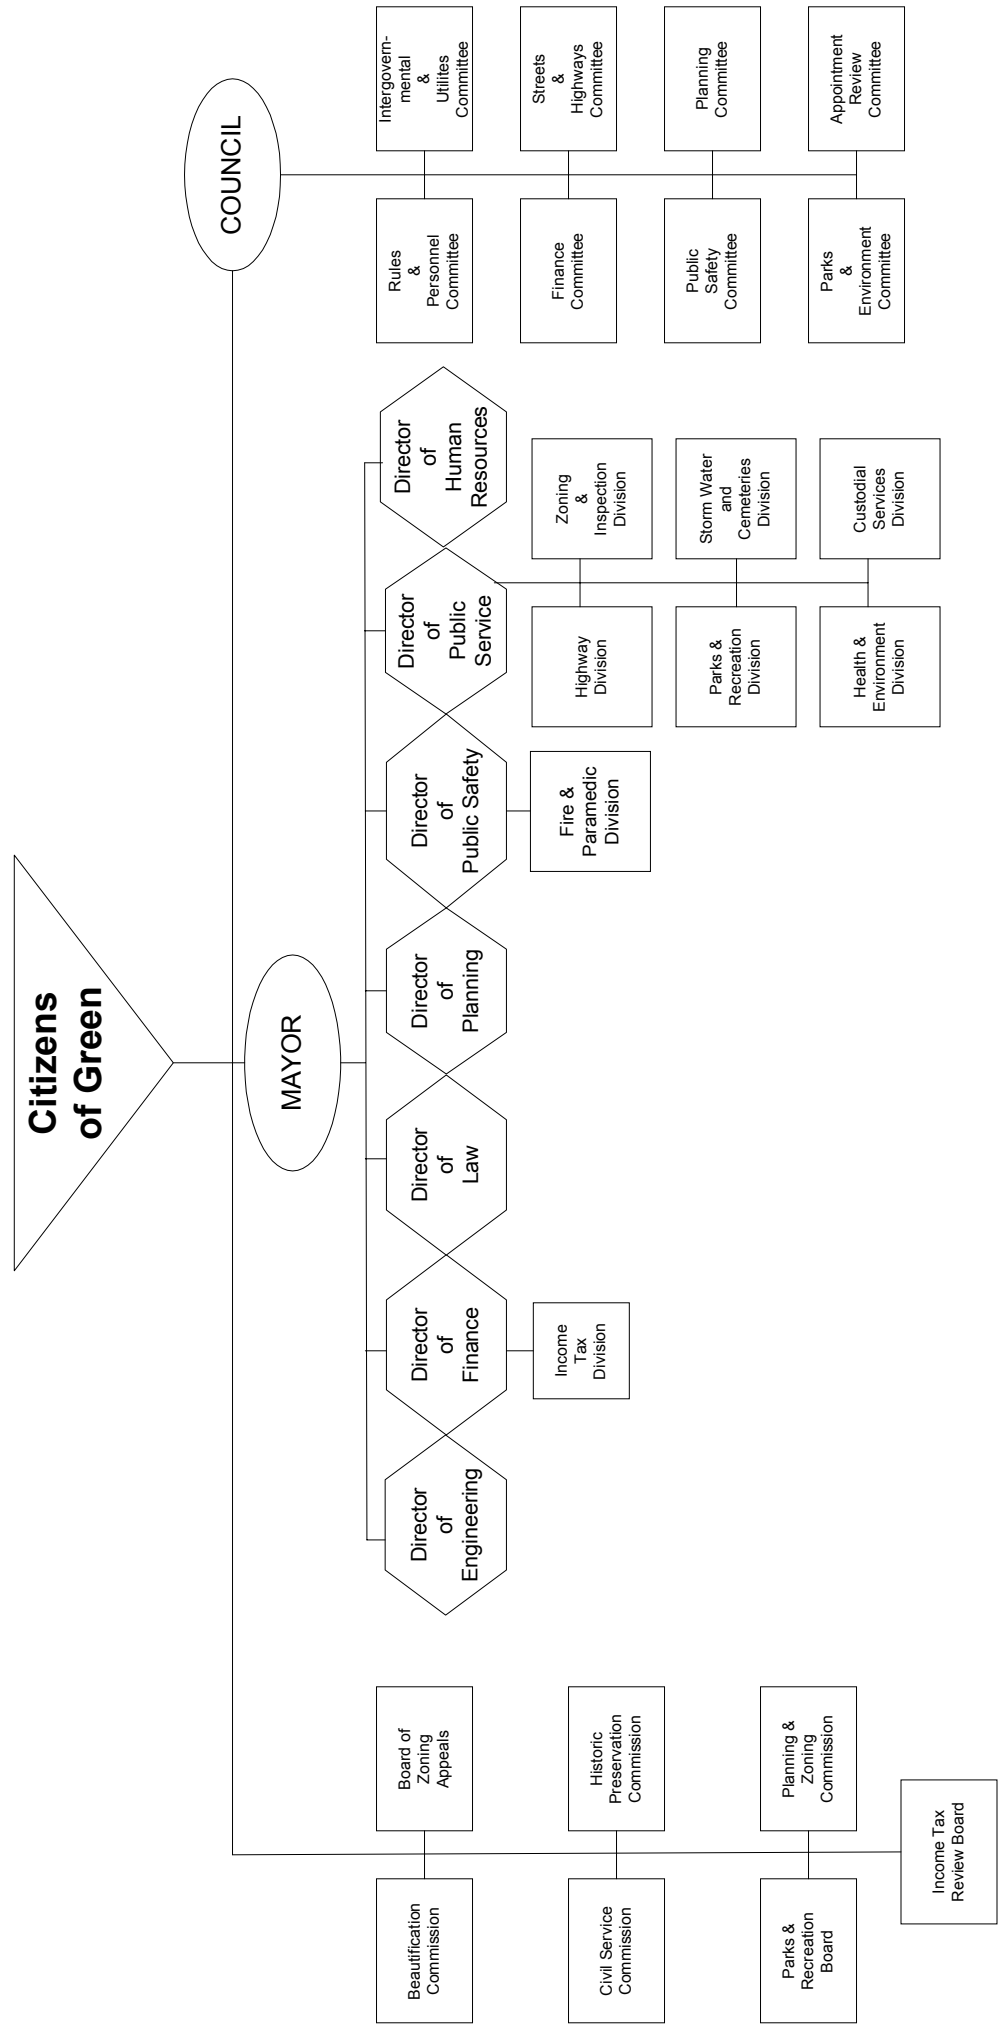 Citizens
of Green
MAYOR
COUNCIL
Director
of
Engineering
Director
of
Finance
Director
of
Law
Director
of
Planning
Director
of
Public Safety
Director
of
Public
Service
Director
of
Human
Resources
Beautification
Commission
Board of
Zoning
Appeals
Civil Service
Commission
Historic
Preservation
Commission
Parks &
Recreation
Board
Planning &
Zoning
Commission
Income Tax
Review Board
Income
Tax
Division
Fire &
Paramedic
Division
Highway
Division
Zoning
&
Inspection
Division
Parks &
Recreation
Division
Storm Water
and
Cemeteries
Division
Health &
Environment
Division
Custodial
Services
Division
Rules
&
Personnel
Committee
Intergovern-
mental
&
Utilites
Committee
Finance
Committee
Streets
&
Highways
Committee
Public
Safety
Committee
Planning
Committee
Parks
&
Environment
Committee
Appointment
Review
Committee